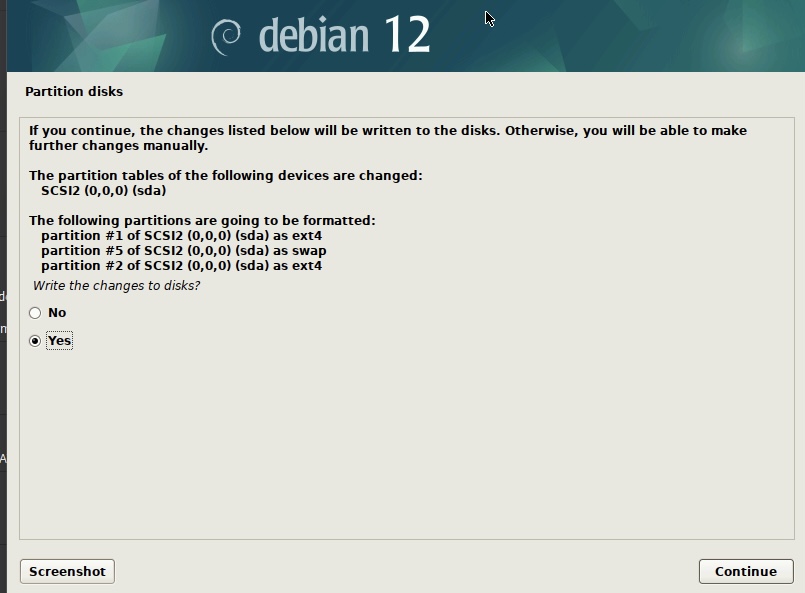 debian 12
Partition disks
If you continue, the changes listed below will be written to the disks. Otherwise, you will be able to make
further changes manually.
The partition tables of the following devices are changed:
SCSI2 (0,0,0) (sda)
The following partitions are going to be formatted:
partition #1 of SCSI2 (0,0,0) (sda) as ext4
partition #5 of SCSI2 (0,0,0) (sda) as swap
partition #2 of SCSI2 (0,0,0) (sda) as ext4
Write the changes to disks?
No
Yes
Screenshot
Continue